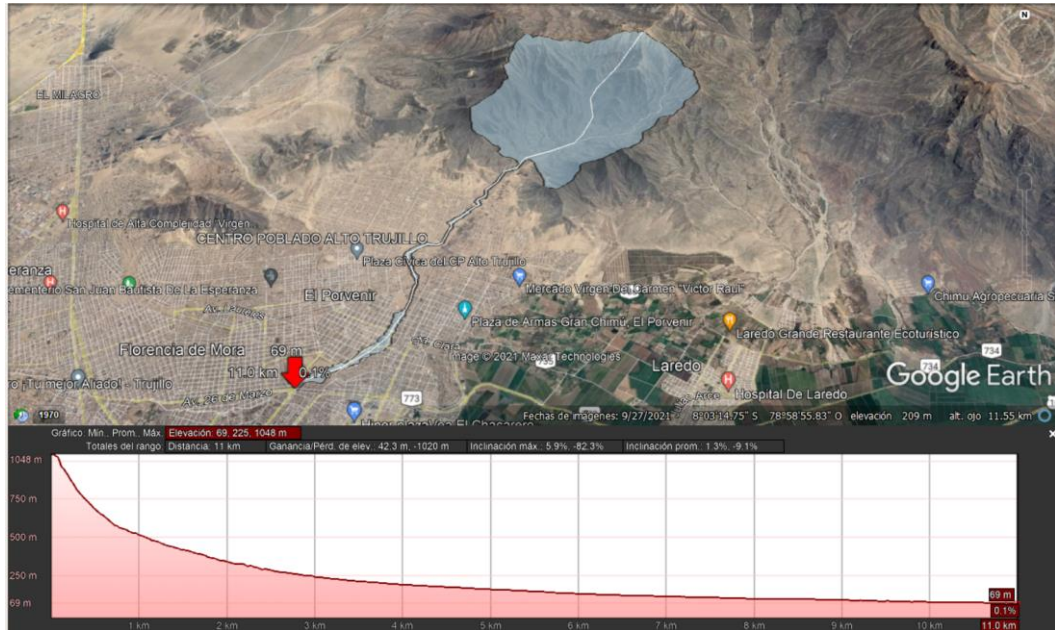 N
EL MILAGRO
Hospital de Alta Complejidad "Virgen
CENTRO POBLADO ALTO TRUJILLO
Plaza Cívica del CP Alto Trujillo
eranza
ementerio San Juan Bautista De La Esperanza
El Porvenir
Mercado Virgen Del Carmen "Víctor Raúl"
Chimú Agropecuaria S
Plaza de Armas Gran Chimú, El Porvenir
Laredo Grande Restaurante Ecoturístico
Florencia de Mora
69 m
Image © 2021 Maxar Technologies
734
734
11.0 km
0.1%
Laredo
Google Earth
ro ¡Tu mejor Aliado! - Trujillo
Hospital De Laredo
Av. 26 de Marzo
773
1970
Fechas de imágenes: 9/27/2021 8°03'14.75" S 78°58'55.83" O elevación 209 m alt. ojo 11.55 km
Gráfico: Mín., Prom., Máx. Elevación: 69, 225, 1048 m
Totales del rango: Distancia: 11 km Ganancia/Pérd. de elev.: 42.3 m, -1020 m Inclinación máx.: 5.9%, -82.3% Inclinación prom.: 1.3%, -9.1%
1048 m
750 m
500 m
250 m
69 m
69 m
0.1%
1 km 2 km 3 km 4 km 5 km 6 km 7 km 8 km 9 km 10 km 11.0 km